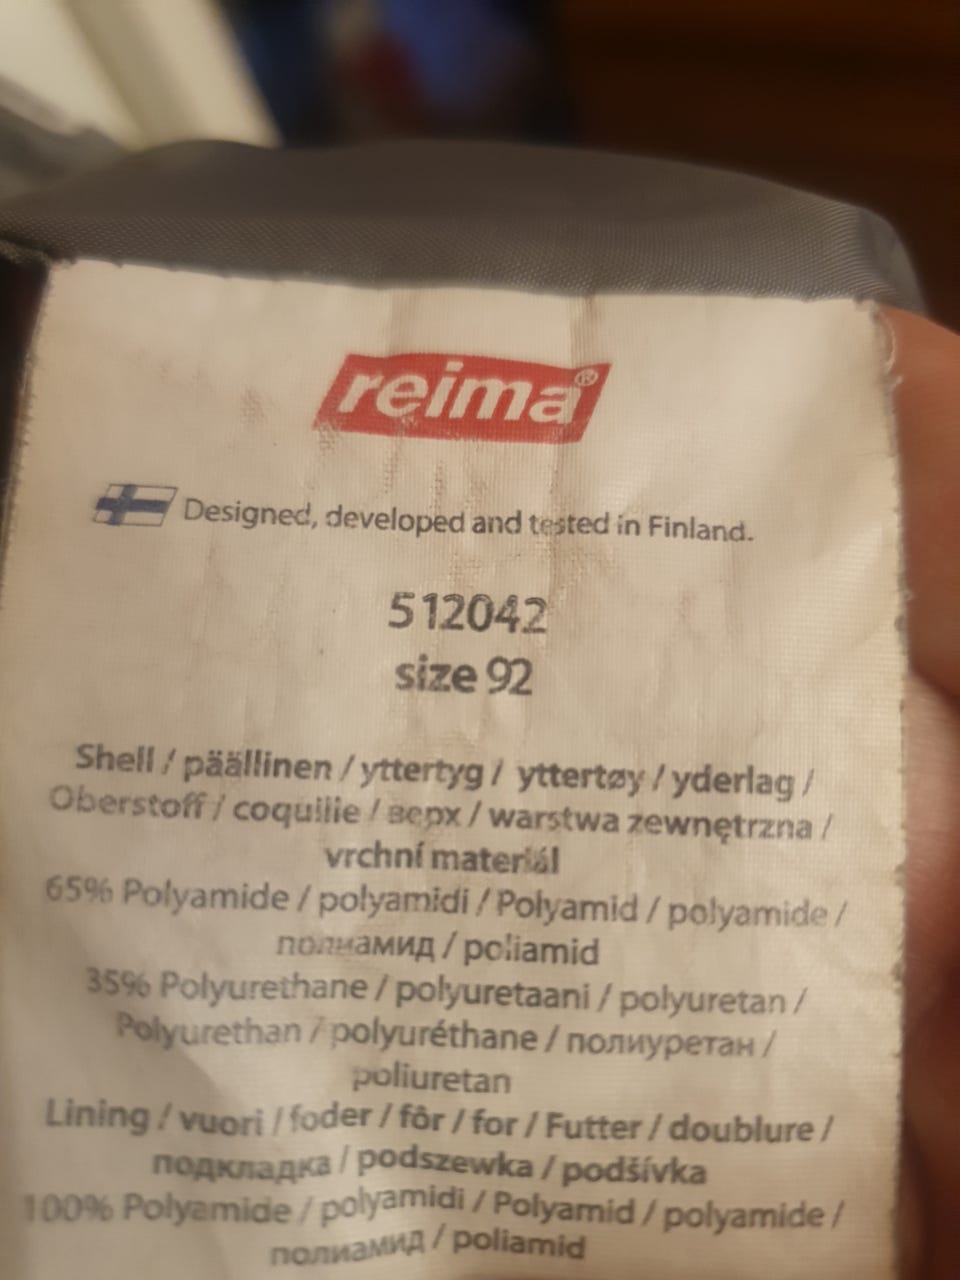 reima®
Designed, developed and tested in Finland.
512042
size 92
Shell / päällinen / yttertyg / yttertøy / yderlag /
Oberstoff / coquille / верх / warstwa zewnętrzna /
vrchní materiál
65% Polyamide / polyamidi / Polyamid / polyamide /
полиамид / poliamid
35% Polyurethane / polyuretaani / polyuretan /
Polyurethan / polyuréthane / полиуретан /
poliuretan
Lining / vuori / foder / fôr / for / Futter / doublure /
подкладка / podszewka / podšívka
100% Polyamide / polyamidi / Polyamid / polyamide /
полиамид / poliamid